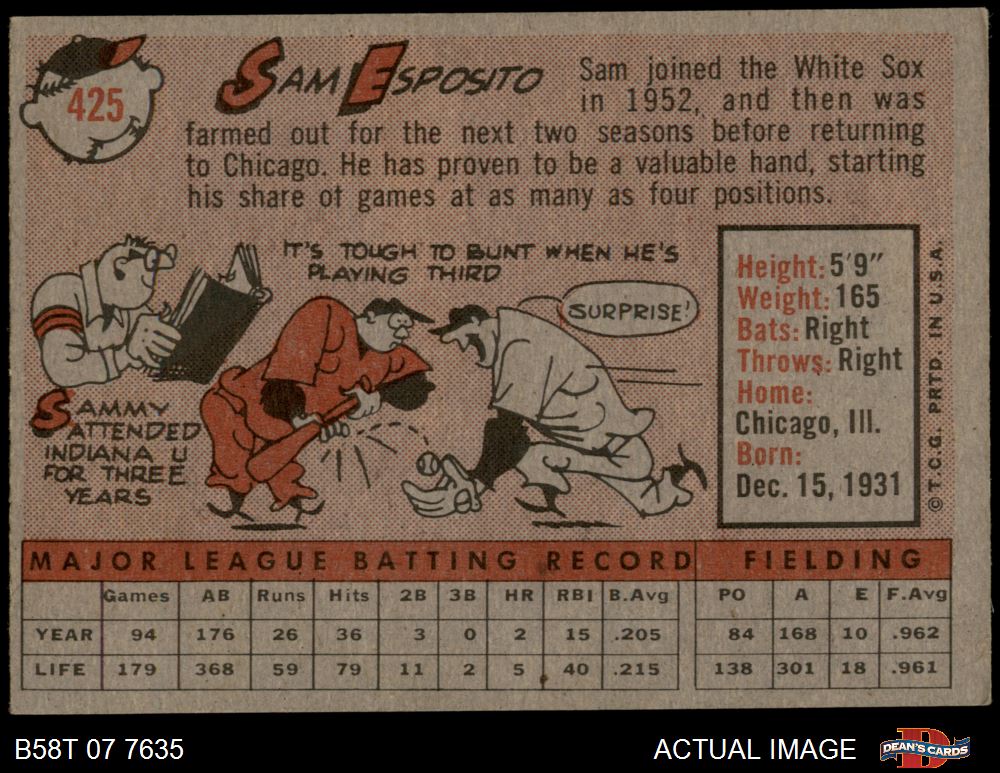 425
SAM ESPOSITO
Sam joined the White Sox
in 1952, and then was
farmed out for the next two seasons before returning
to Chicago. He has proven to be a valuable hand, starting
his share of games at as many as four positions.
IT'S TOUGH TO BUNT WHEN HE'S
PLAYING THIRD
SURPRISE!
SAMMY
ATTENDED
INDIANA U
FOR THREE
YEARS
Height: 5'9"
Weight: 165
Bats: Right
Throws: Right
Home:
Chicago, Ill.
Born:
Dec. 15, 1931
© T.C.G. PRTD. IN U.S.A.
MAJOR LEAGUE BATTING RECORD FIELDING
Games AB Runs Hits 2B 3B HR RBI B.Avg PO A E F.Avg
YEAR 94 176 26 36 3 0 2 15 .205 84 168 10 .962
LIFE 179 368 59 79 11 2 5 40 .215 138 301 18 .961
B58T 07 7635
ACTUAL IMAGE
DEAN'S CARDS